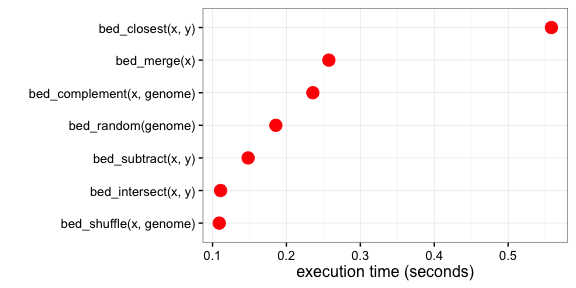 bed_closest(x, y)
bed_merge(x)
bed_complement(x, genome)
bed_random(genome)
bed_subtract(x, y)
bed_intersect(x, y)
bed_shuffle(x, genome)
0.1 0.2 0.3 0.4 0.5
execution time (seconds)